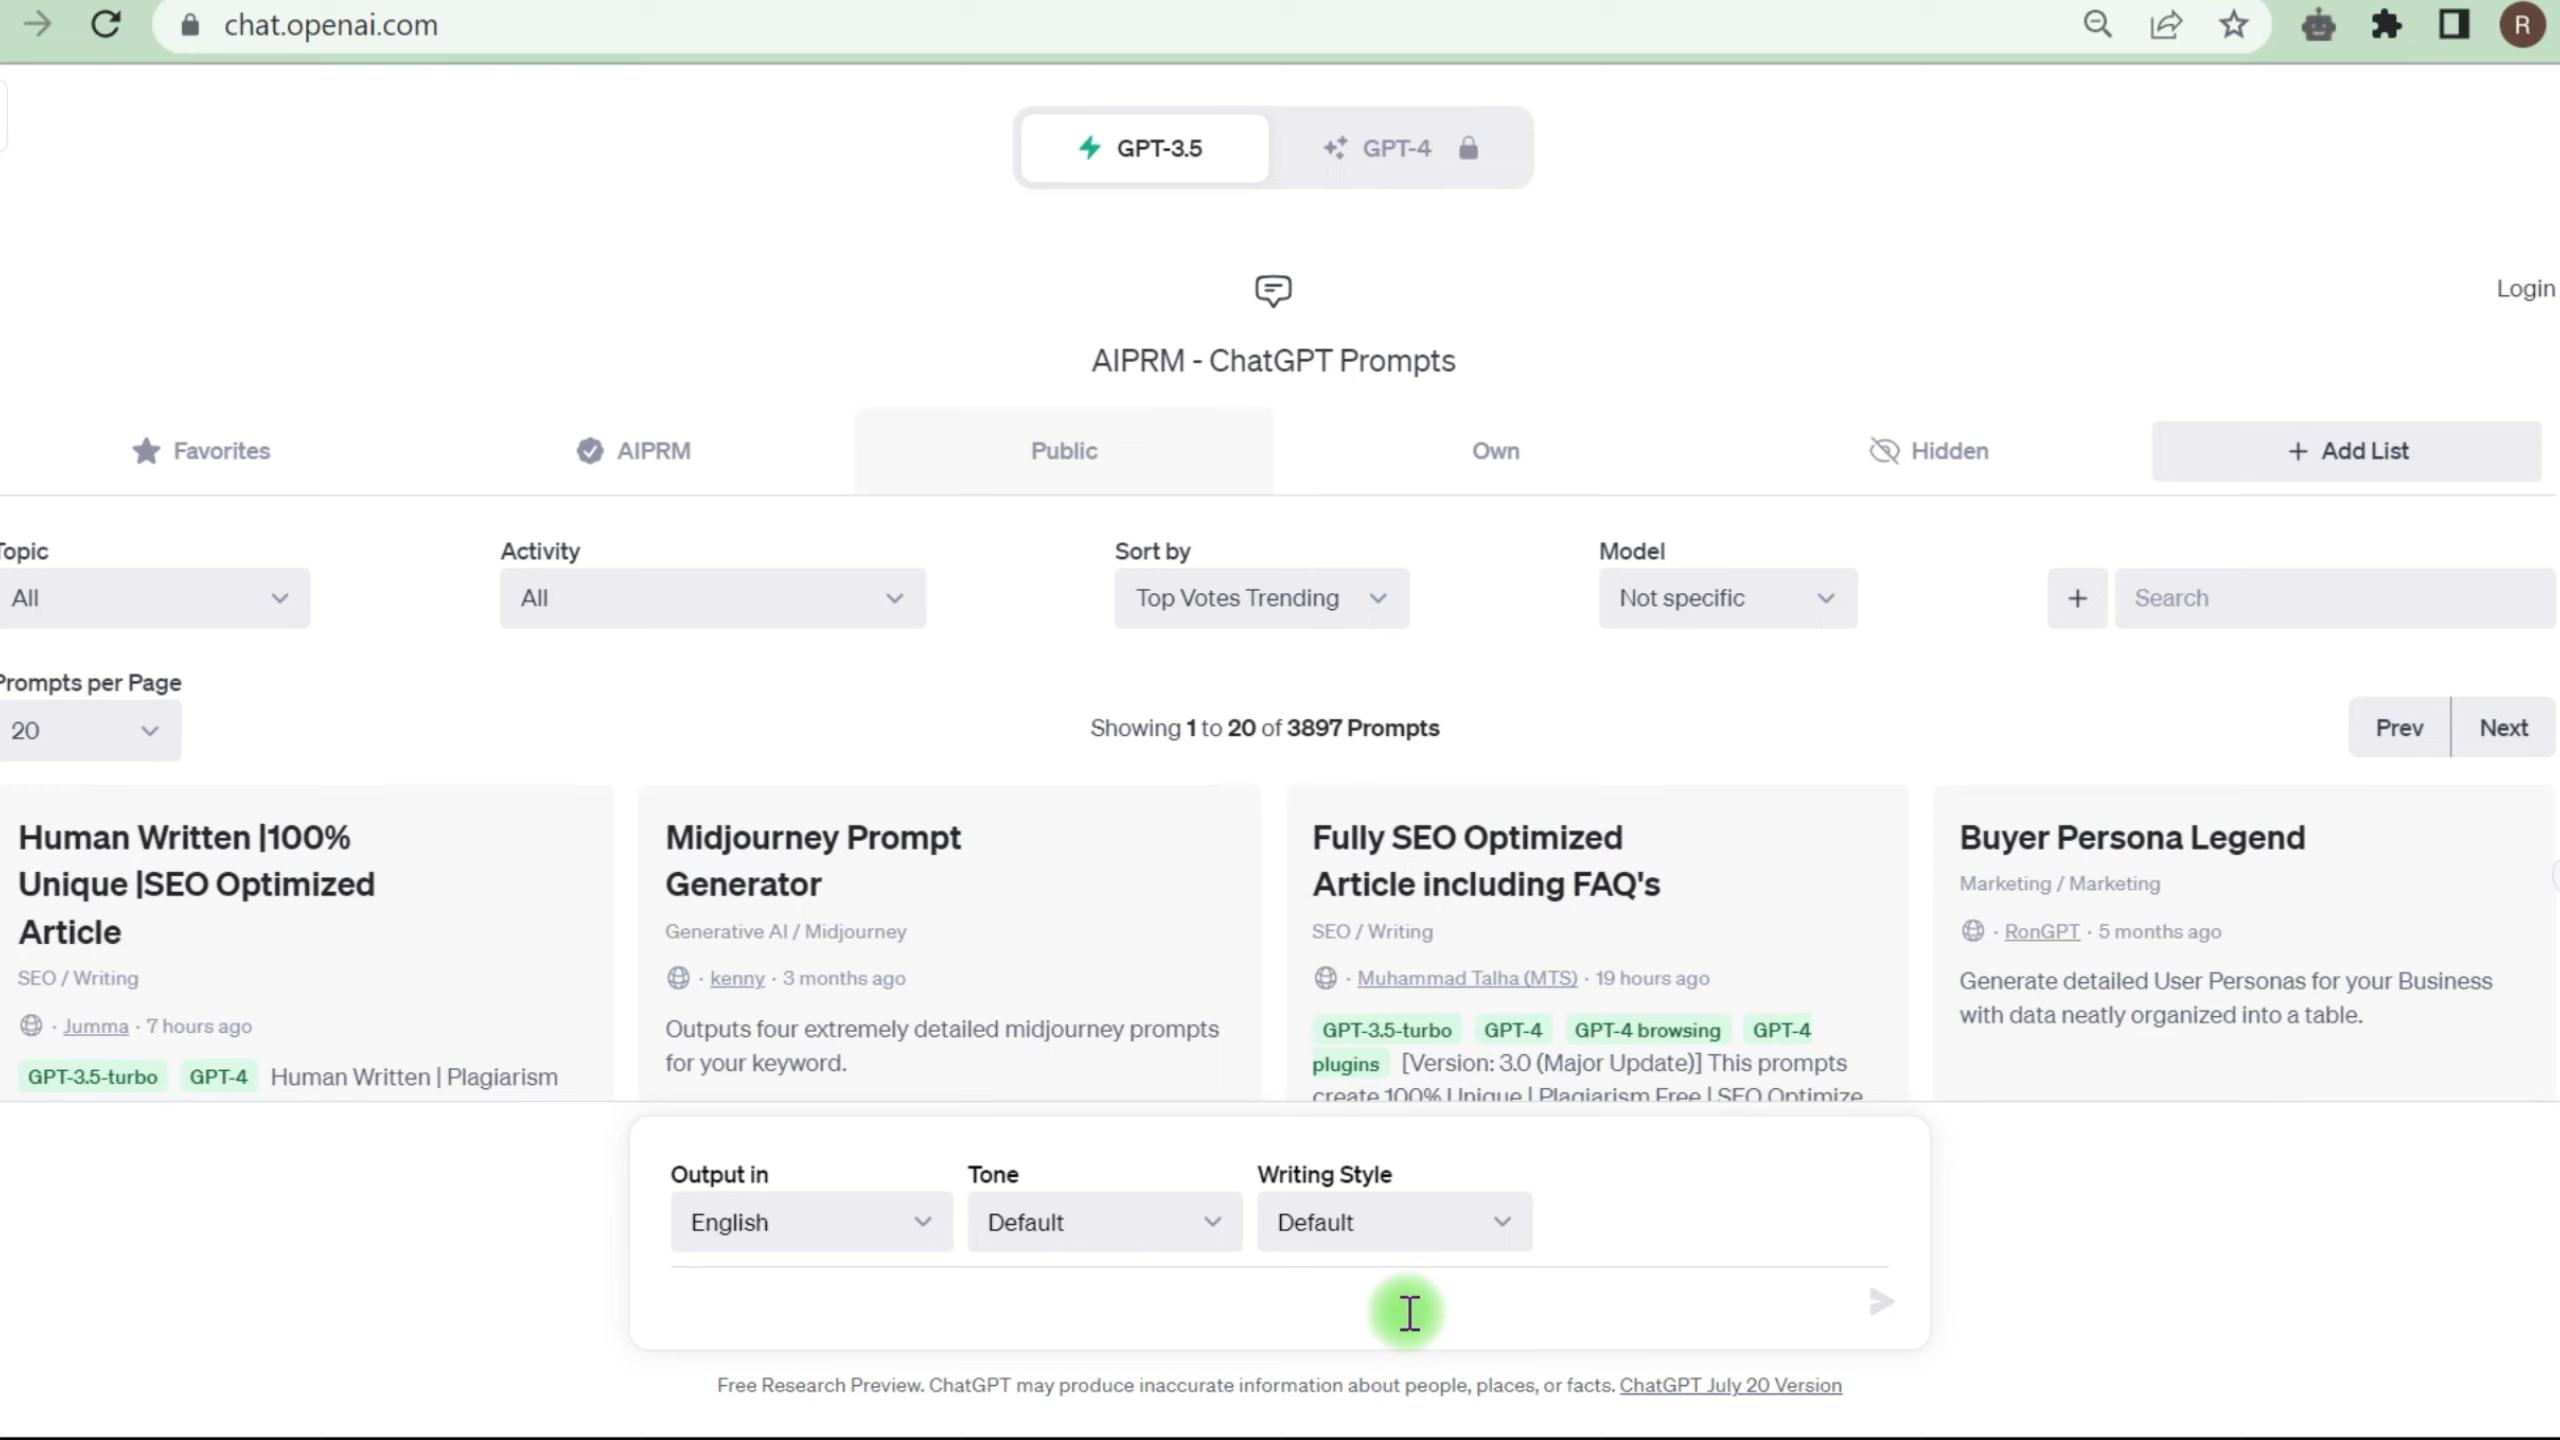 chat.openai.com
R
GPT-3.5
GPT-4
Login
AIPRM - ChatGPT Prompts
Favorites
AIPRM
Public
Own
Hidden
+ Add List
Topic
Activity
Sort by
Model
All
All
Top Votes Trending
Not specific
+
Search
Prompts per Page
20
Showing 1 to 20 of 3897 Prompts
Prev
Next
Human Written |100%
Unique |SEO Optimized
Article
SEO / Writing
· Jumma · 7 hours ago
GPT-3.5-turbo GPT-4 Human Written | Plagiarism
Midjourney Prompt
Generator
Generative AI / Midjourney
· kenny · 3 months ago
Outputs four extremely detailed midjourney prompts
for your keyword.
Fully SEO Optimized
Article including FAQ's
SEO / Writing
· Muhammad Talha (MTS) · 19 hours ago
GPT-3.5-turbo GPT-4 GPT-4 browsing GPT-4
plugins [Version: 3.0 (Major Update)] This prompts
create 100% Unique | Plagiarism Free | SEO Optimize
Buyer Persona Legend
Marketing / Marketing
· RonGPT · 5 months ago
Generate detailed User Personas for your Business
with data neatly organized into a table.
Output in
Tone
Writing Style
English
Default
Default
Free Research Preview. ChatGPT may produce inaccurate information about people, places, or facts. ChatGPT July 20 Version